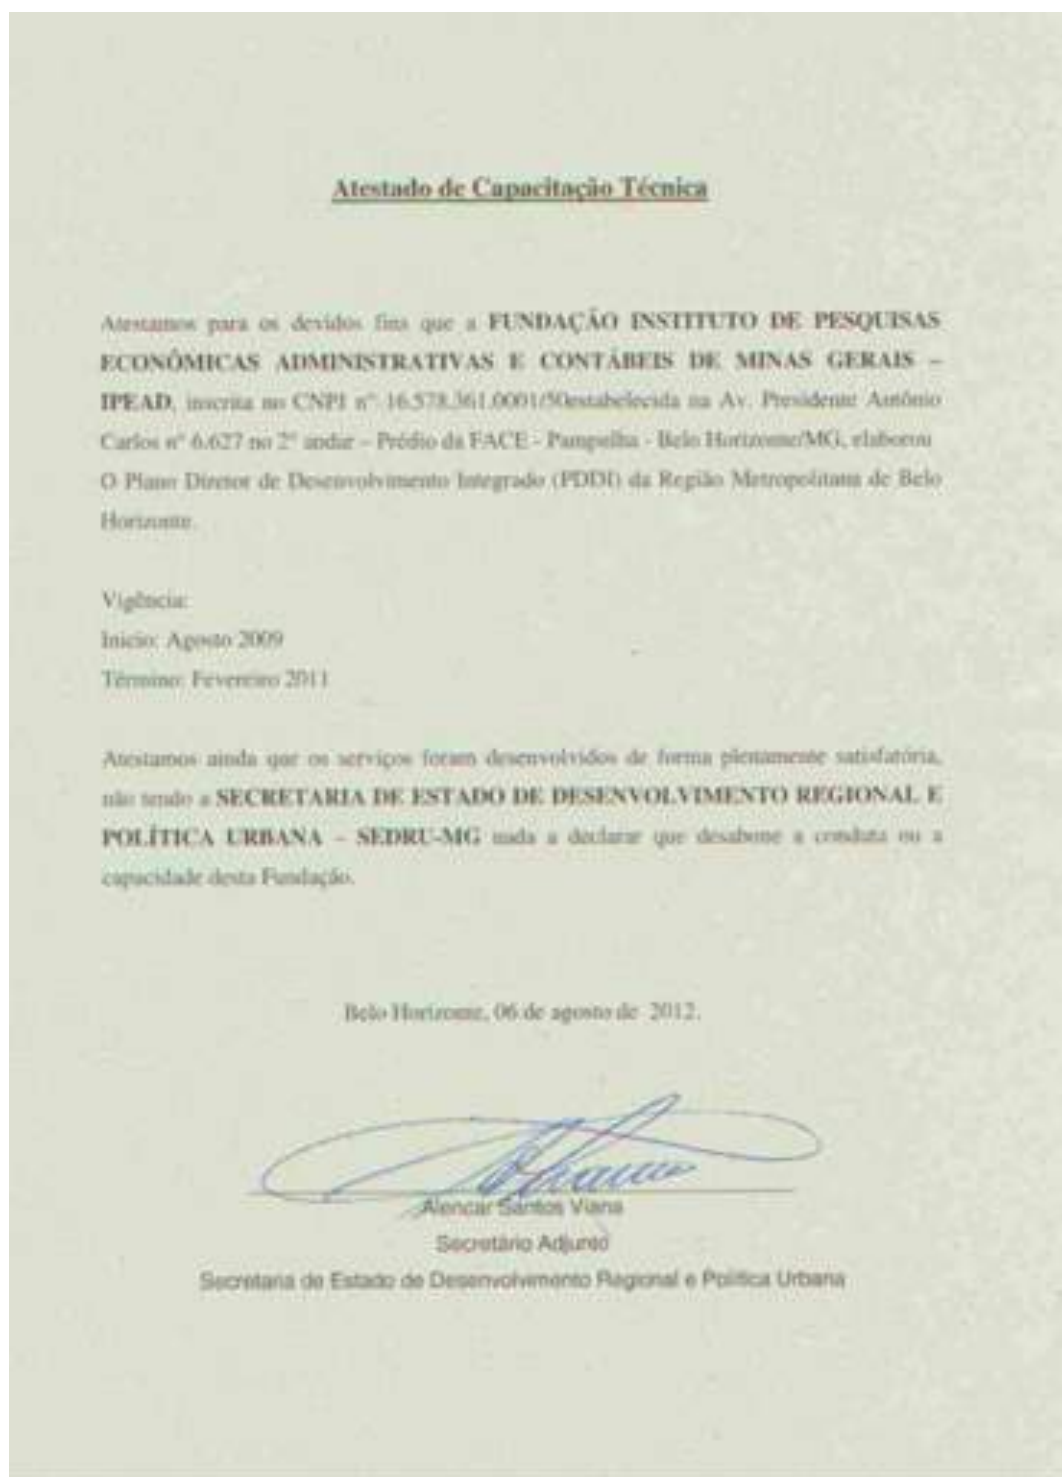 Atestado de Capacitação Técnica
Atestamos para os devidos fins que a FUNDAÇÃO INSTITUTO DE PESQUISAS
ECONÔMICAS ADMINISTRATIVAS E CONTÁBEIS DE MINAS GERAIS –
IPEAD, inscrita no CNPJ nº 16.578.361.0001/50estabelecida na Av. Presidente Antônio
Carlos nº 6.627 no 2º andar – Prédio da FACE - Pampulha - Belo Horizonte/MG, elaborou
O Plano Diretor de Desenvolvimento Integrado (PDDI) da Região Metropolitana de Belo
Horizonte.
Vigência:
Inicio: Agosto 2009
Término: Fevereiro 2011
Atestamos ainda que os serviços foram desenvolvidos de forma plenamente satisfatória,
não tendo a SECRETARIA DE ESTADO DE DESENVOLVIMENTO REGIONAL E
POLÍTICA URBANA – SEDRU-MG nada a declarar que desabone a conduta ou a
capacidade desta Fundação.
Belo Horizonte, 06 de agosto de 2012.
Alencar Santos Viana
Secretário Adjunto
Secretaria de Estado de Desenvolvimento Regional e Política Urbana